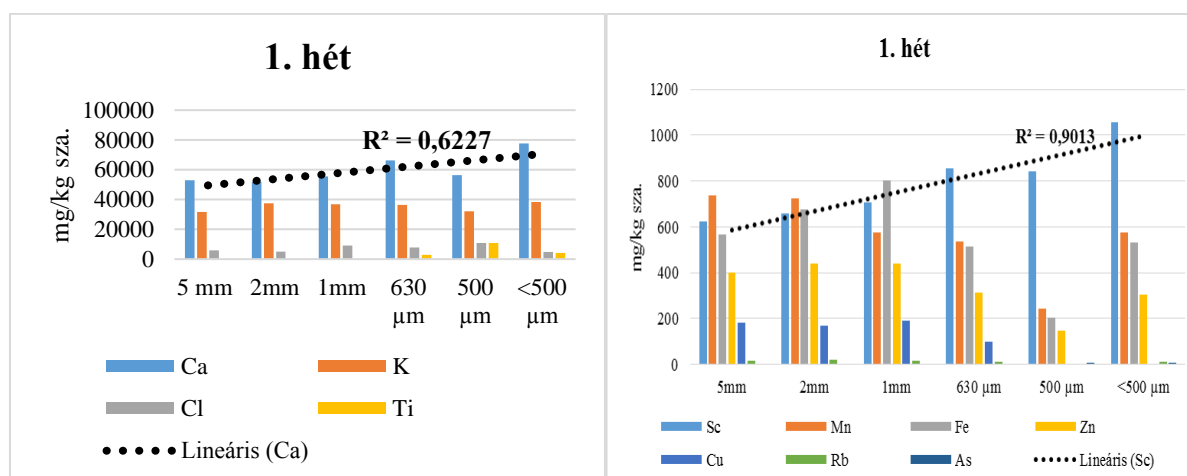 1. hét
100000
80000
60000
40000
20000
0
mg/kg sza.
R² = 0,6227
5 mm 2mm 1mm 630 500 <500
µm µm µm
Ca K
Cl Ti
Lineáris (Ca)
1. hét
1200
1000
800
600
400
200
0
mg/kg sza.
R² = 0,9013
5mm 2mm 1mm 630 µm 500 µm <500 µm
Sc Mn Fe Zn
Cu Rb As Lineáris (Sc)